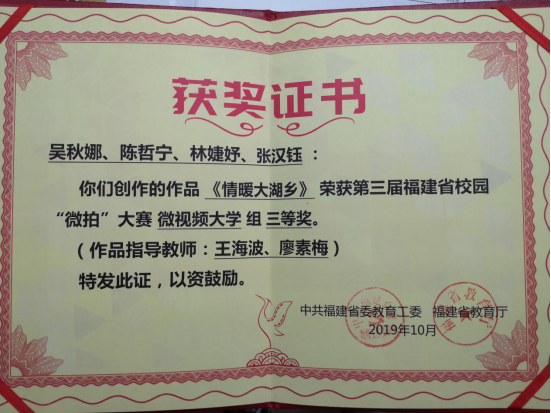 获奖证书
吴秋娜、陈哲宁、林婕妤、张汉钰：
你们创作的作品《情暖大湖乡》荣获第三届福建省校园
“微拍”大赛 微视频大学 组 三等奖。
（作品指导教师：王海波、廖素梅）
特发此证，以资鼓励。
中共福建省委教育工委 福建省教育厅
2019年10月